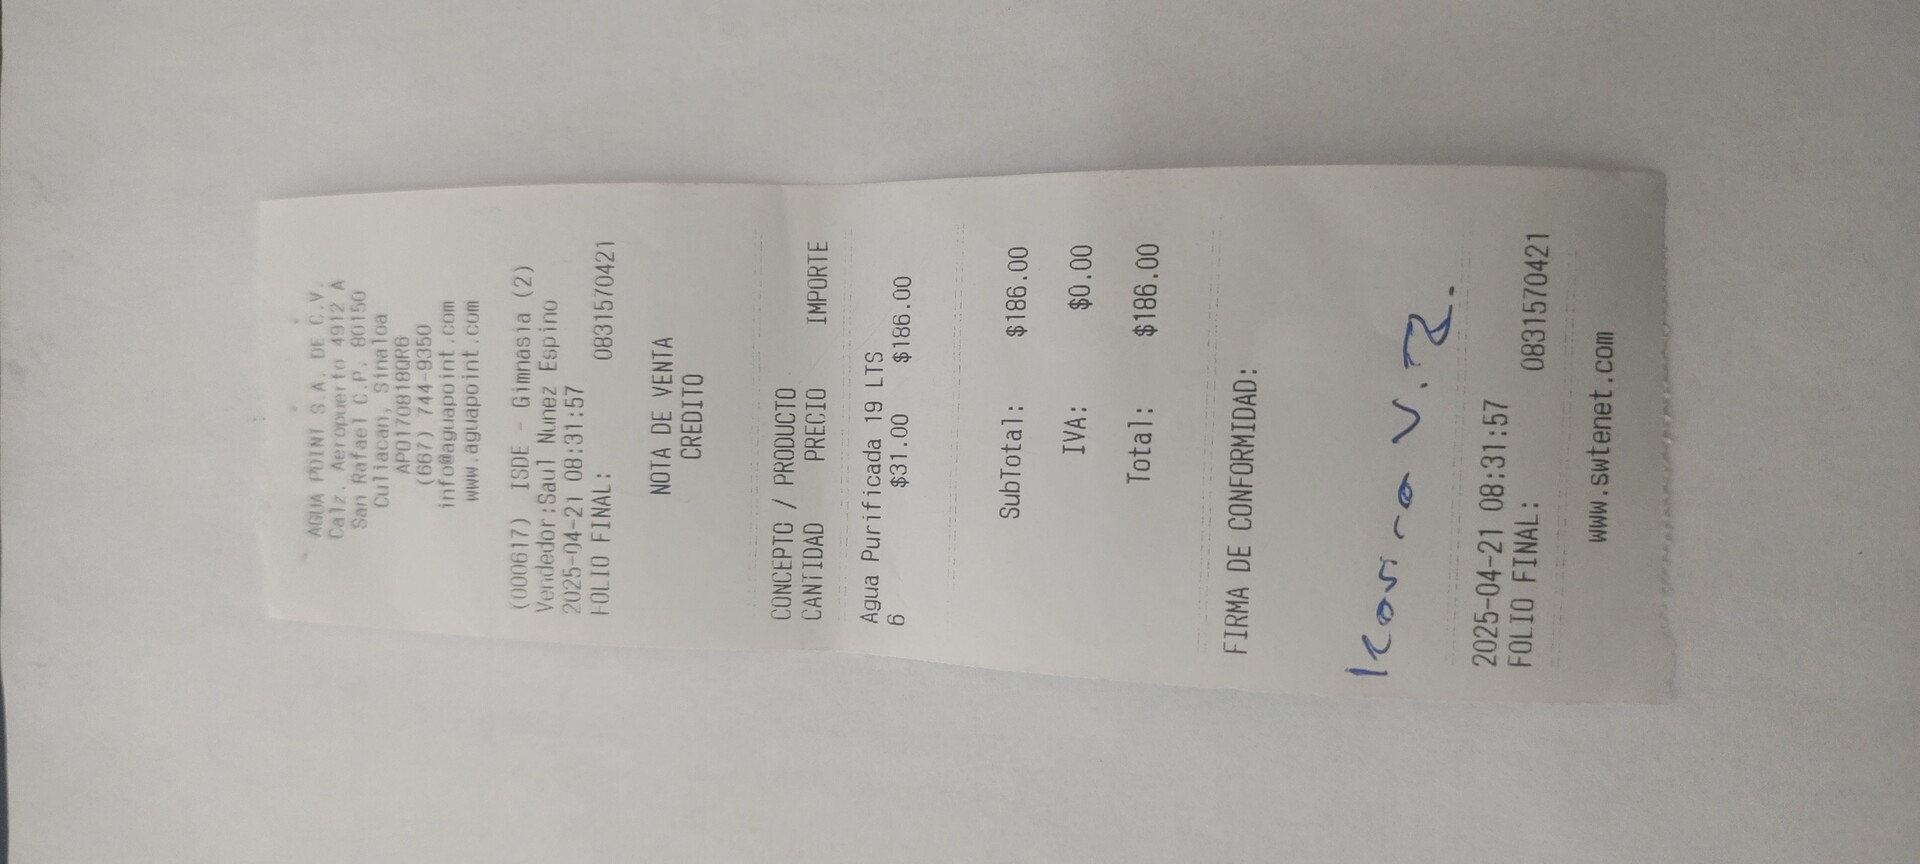 AGUA POINT S.A. DE C.V.
Calz. Aeropuerto 4912 A
San Rafael C.P. 80150
Culiacan, Sinaloa
APO170818QR6
(667) 744-9350
info@aguapoint.com
www.aguapoint.com
(000617) ISDE - Gimnasia (2)
Vendedor:Saul Nunez Espino
2025-04-21 08:31:57
FOLIO FINAL: 0831570421
NOTA DE VENTA
CREDITO
CONCEPTO / PRODUCTO
CANTIDAD PRECIO IMPORTE
Agua Purificada 19 LTS
6 $31.00 $186.00
SubTotal: $186.00
IVA: $0.00
Total: $186.00
FIRMA DE CONFORMIDAD:
2025-04-21 08:31:57
FOLIO FINAL: 0831570421
www.swtenet.com